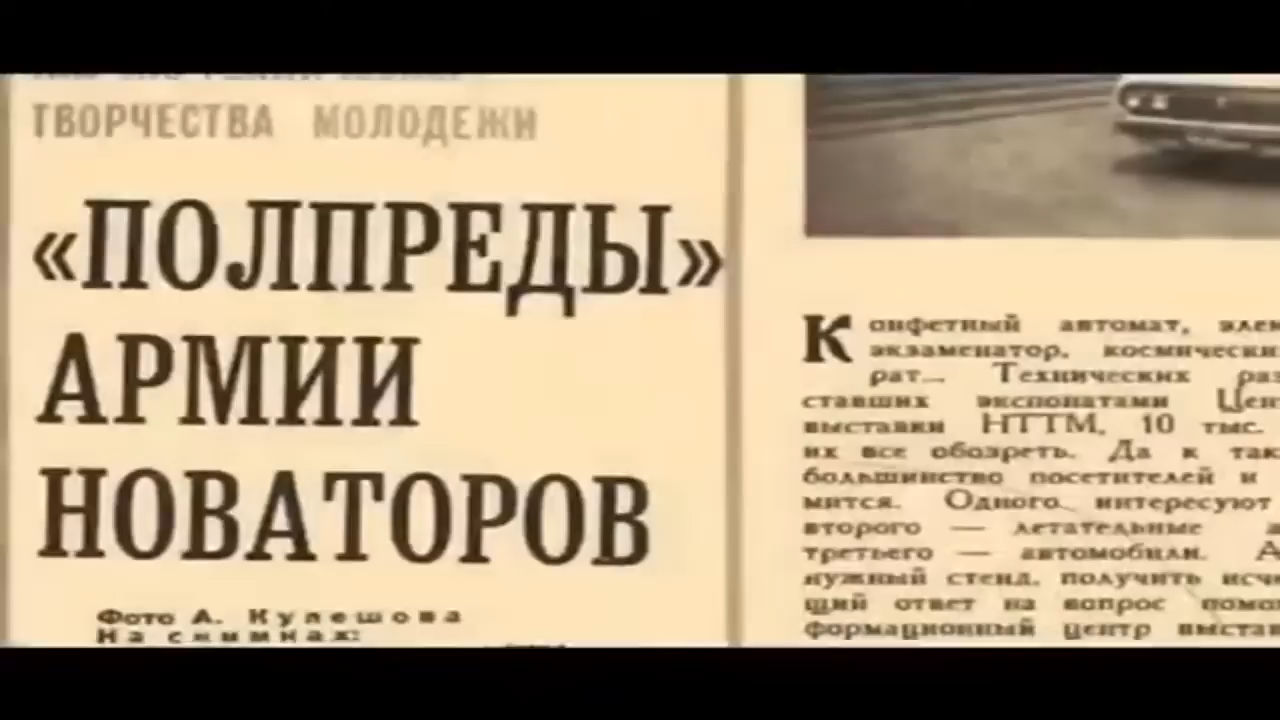 ТВОРЧЕСТВА МОЛОДЕЖИ
«ПОЛПРЕДЫ»
АРМИИ
НОВАТОРОВ
Фото А. Кулешова
На снимках:
Конфетный автомат,
экзаменатор,
рат... Технических
ставших экспонатами
выставки НТТМ, 10 тыс.
их все обозреть. Да к
большинство посетителей и
мится. Одного интересуют
второго — летательные
третьего — автомобили.
нужный стенд, получить
щий ответ на вопрос
формационный центр